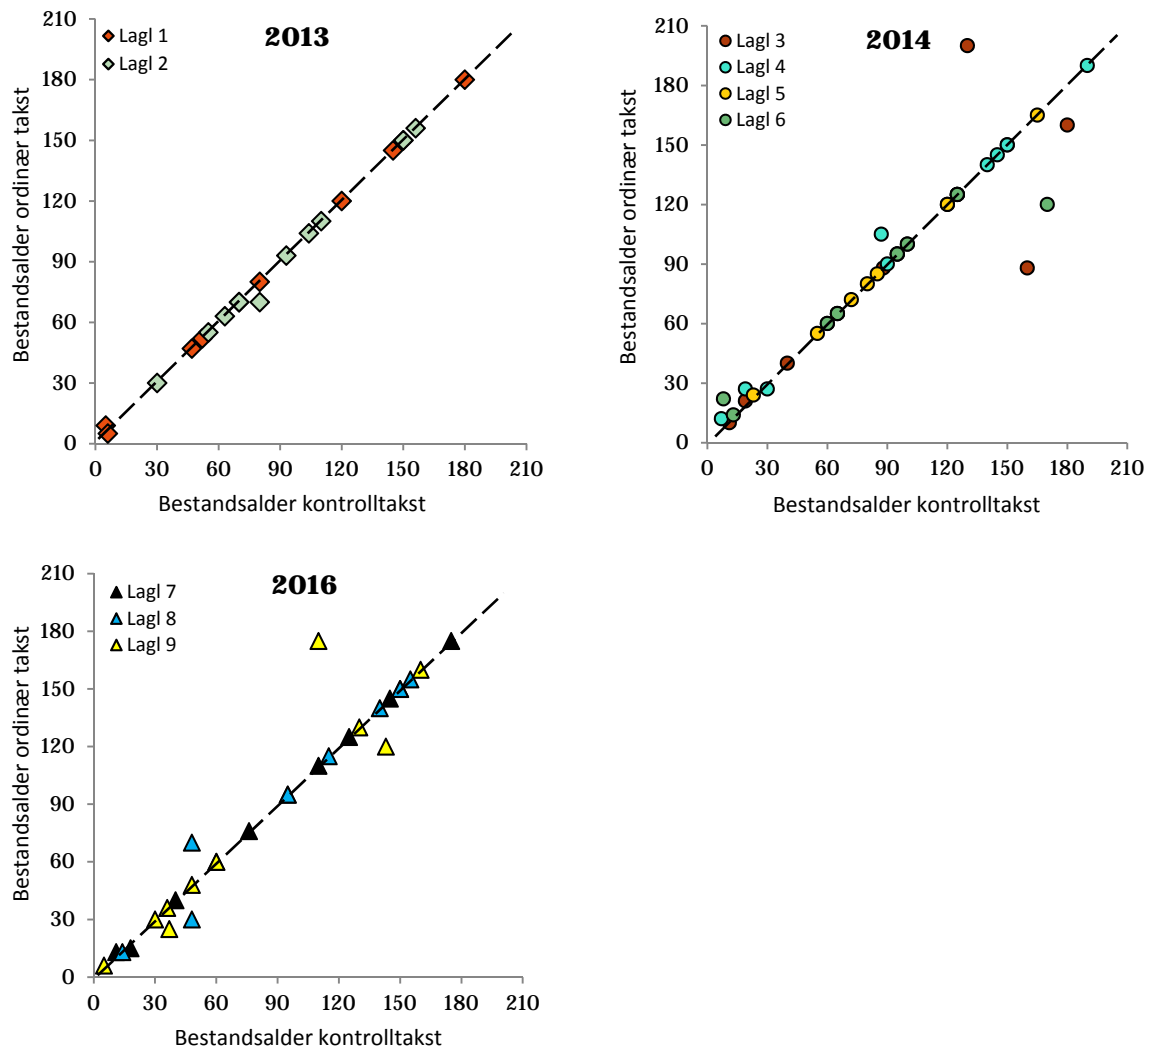 2013
Lagl 1
Lagl 2
210
180
150
120
90
60
30
0
0 30 60 90 120 150 180 210
Bestandsalder ordinær takst
Bestandsalder kontrolltakst
2014
Lagl 3
Lagl 4
Lagl 5
Lagl 6
210
180
150
120
90
60
30
0
0 30 60 90 120 150 180 210
Bestandsalder ordinær takst
Bestandsalder kontrolltakst
2016
Lagl 7
Lagl 8
Lagl 9
210
180
150
120
90
60
30
0
0 30 60 90 120 150 180 210
Bestandsalder ordinær takst
Bestandsalder kontrolltakst